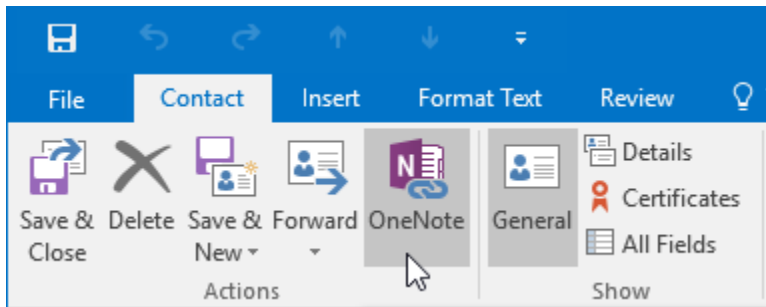 File Contact Insert Format Text Review
Save & Close
Delete
Save & New
Forward
OneNote
General
Details
Certificates
All Fields
Actions
Show